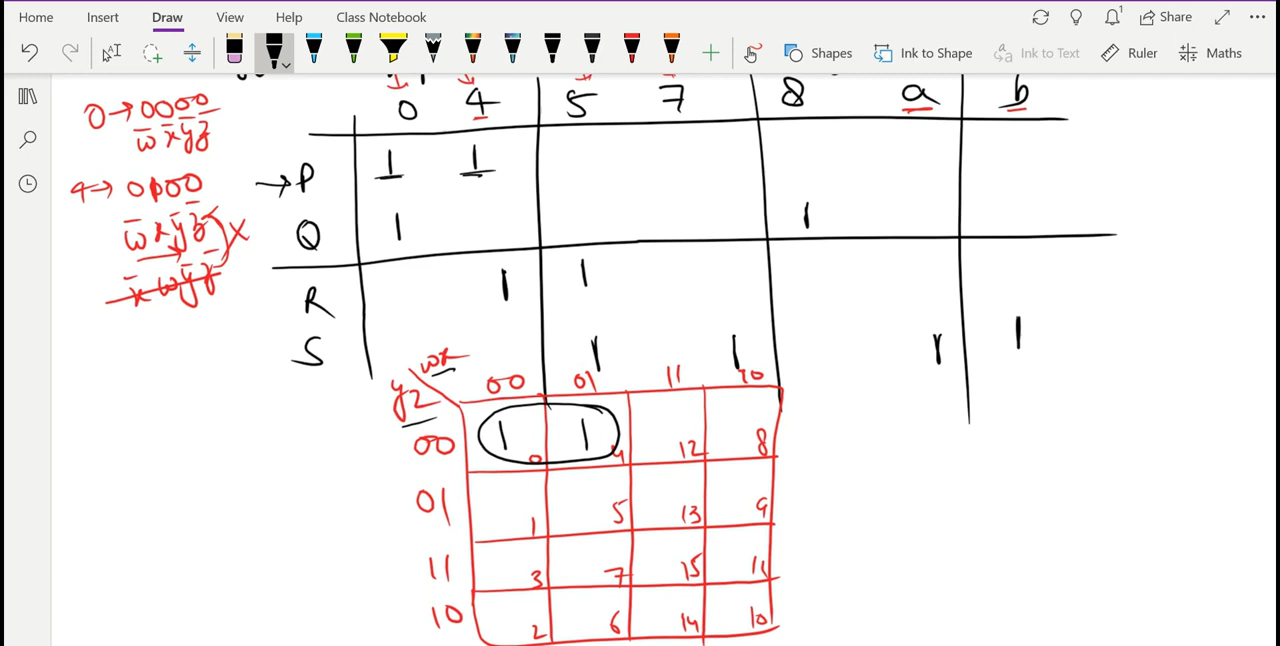 Home Insert Draw View Help Class Notebook 1 Share
Shapes Ink to Shape Ink to Text Ruler Maths
0 4 5 7 8 a b
0→0000
w̅ x̅ y̅ z̅
→P 1 1
4→0100
w̅ x y̅ z̅ x
Q 1 1
x̅ w y̅ z̅
R 1 1
S 1 1 1 1
wx
yz 00 01 11 10
00 1 0 1 4 12 8
01 1 5 13 9
11 3 7 15 11
10 2 6 14 10